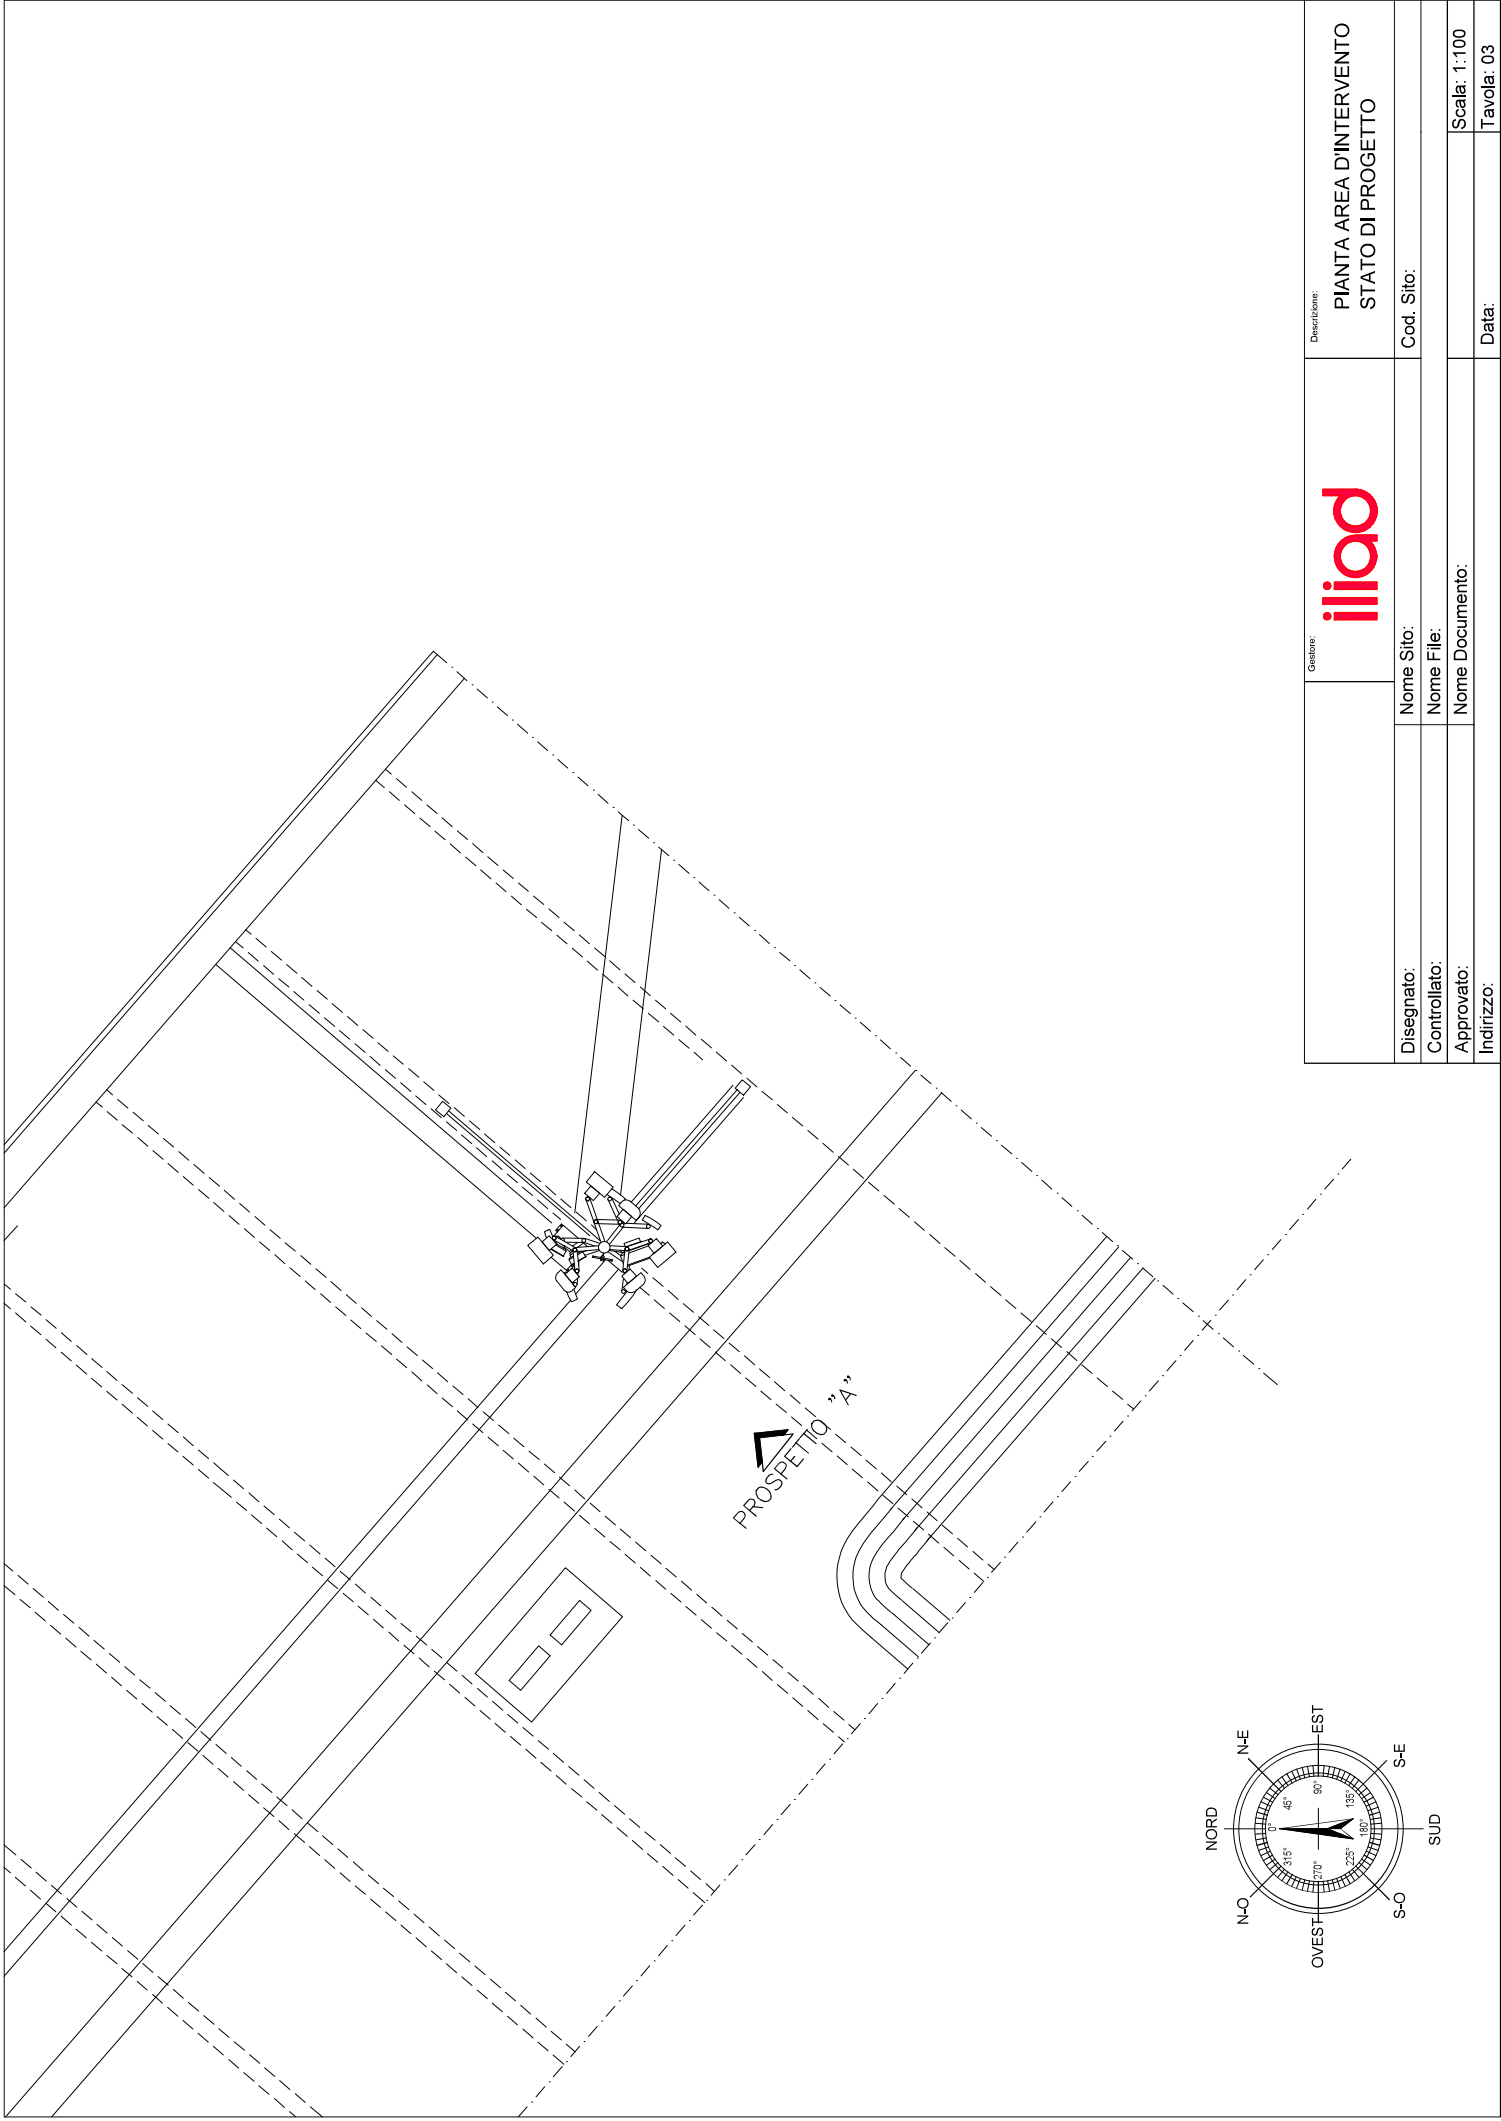 PROSPETTO "A"
NORD
N-E
EST
S-E
SUD
S-O
OVEST
N-O
0°
45°
90°
135°
180°
225°
270°
315°
Gestore:
iliad
Descrizione:
PIANTA AREA D'INTERVENTO
STATO DI PROGETTO
Disegnato:
Nome Sito:
Cod. Sito:
Controllato:
Nome File:
Approvato:
Nome Documento:
Scala: 1:100
Indirizzo:
Data:
Tavola: 03